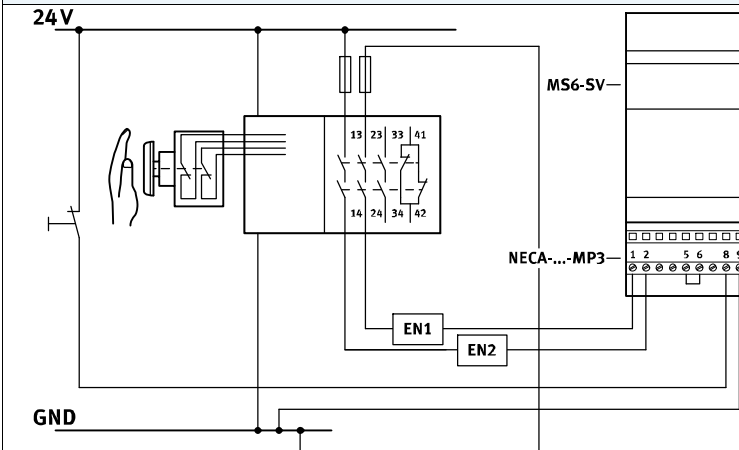 24V
MS6-SV
13 23 33 41
14 24 34 42
NECA-...-MP3
1 2 5 6 8 9
EN1
EN2
GND